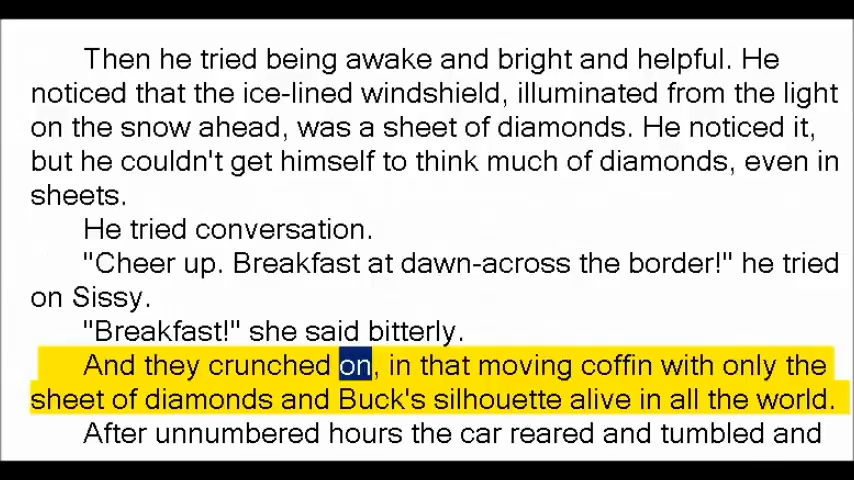 Then he tried being awake and bright and helpful. He
noticed that the ice-lined windshield, illuminated from the light
on the snow ahead, was a sheet of diamonds. He noticed it,
but he couldn't get himself to think much of diamonds, even in
sheets.
He tried conversation.
"Cheer up. Breakfast at dawn-across the border!" he tried
on Sissy.
"Breakfast!" she said bitterly.
And they crunched on, in that moving coffin with only the
sheet of diamonds and Buck's silhouette alive in all the world.
After unnumbered hours the car reared and tumbled and